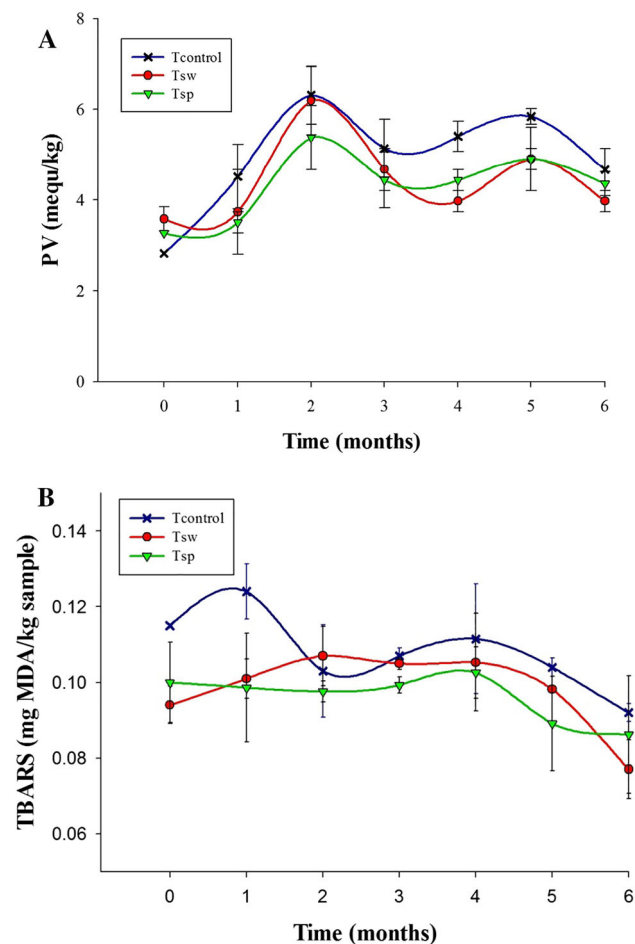 A
8
Tcontrol
Tsw
Tsp
6
4
2
0
PV (mequ/kg)
0 1 2 3 4 5 6
Time (months)
B
0.14
Tcontrol
Tsw
Tsp
0.12
0.10
0.08
0.06
TBARS (mg MDA/kg sample)
0 1 2 3 4 5 6
Time (months)